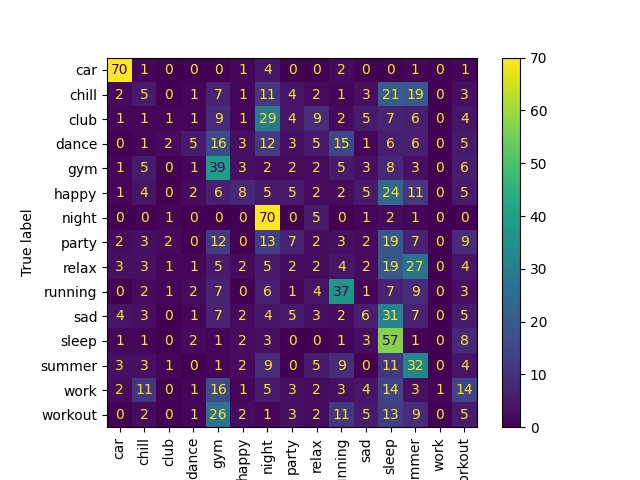 car 70 1 0 0 0 1 4 0 0 2 0 0 1 0 1 70
chill 2 5 0 1 7 1 11 4 2 1 3 21 19 0 3
club 1 1 1 1 9 1 29 4 9 2 5 7 6 0 4 60
dance 0 1 2 5 16 3 12 3 5 15 1 6 6 0 5
gym 1 5 0 1 39 3 2 2 2 5 3 8 3 0 6 50
happy 1 4 0 2 6 8 5 5 2 2 5 24 11 0 5
night 0 0 1 0 0 0 70 0 5 0 1 2 1 0 0 40
True label
party 2 3 2 0 12 0 13 7 2 3 2 19 7 0 9
relax 3 3 1 1 5 2 5 2 2 4 2 19 27 0 4 30
running 0 2 1 2 7 0 6 1 4 37 1 7 9 0 3
sad 4 3 0 1 7 2 4 5 3 2 6 31 7 0 5 20
sleep 1 1 0 2 1 2 3 0 0 1 3 57 1 0 8
summer 3 3 1 0 1 2 9 0 5 9 0 11 32 0 4
work 2 11 0 1 16 1 5 3 2 3 4 14 3 1 14 10
workout 0 2 0 1 26 2 1 3 2 11 5 13 9 0 5 0
car chill club dance gym happy night party relax nning sad sleep mmer work orkout